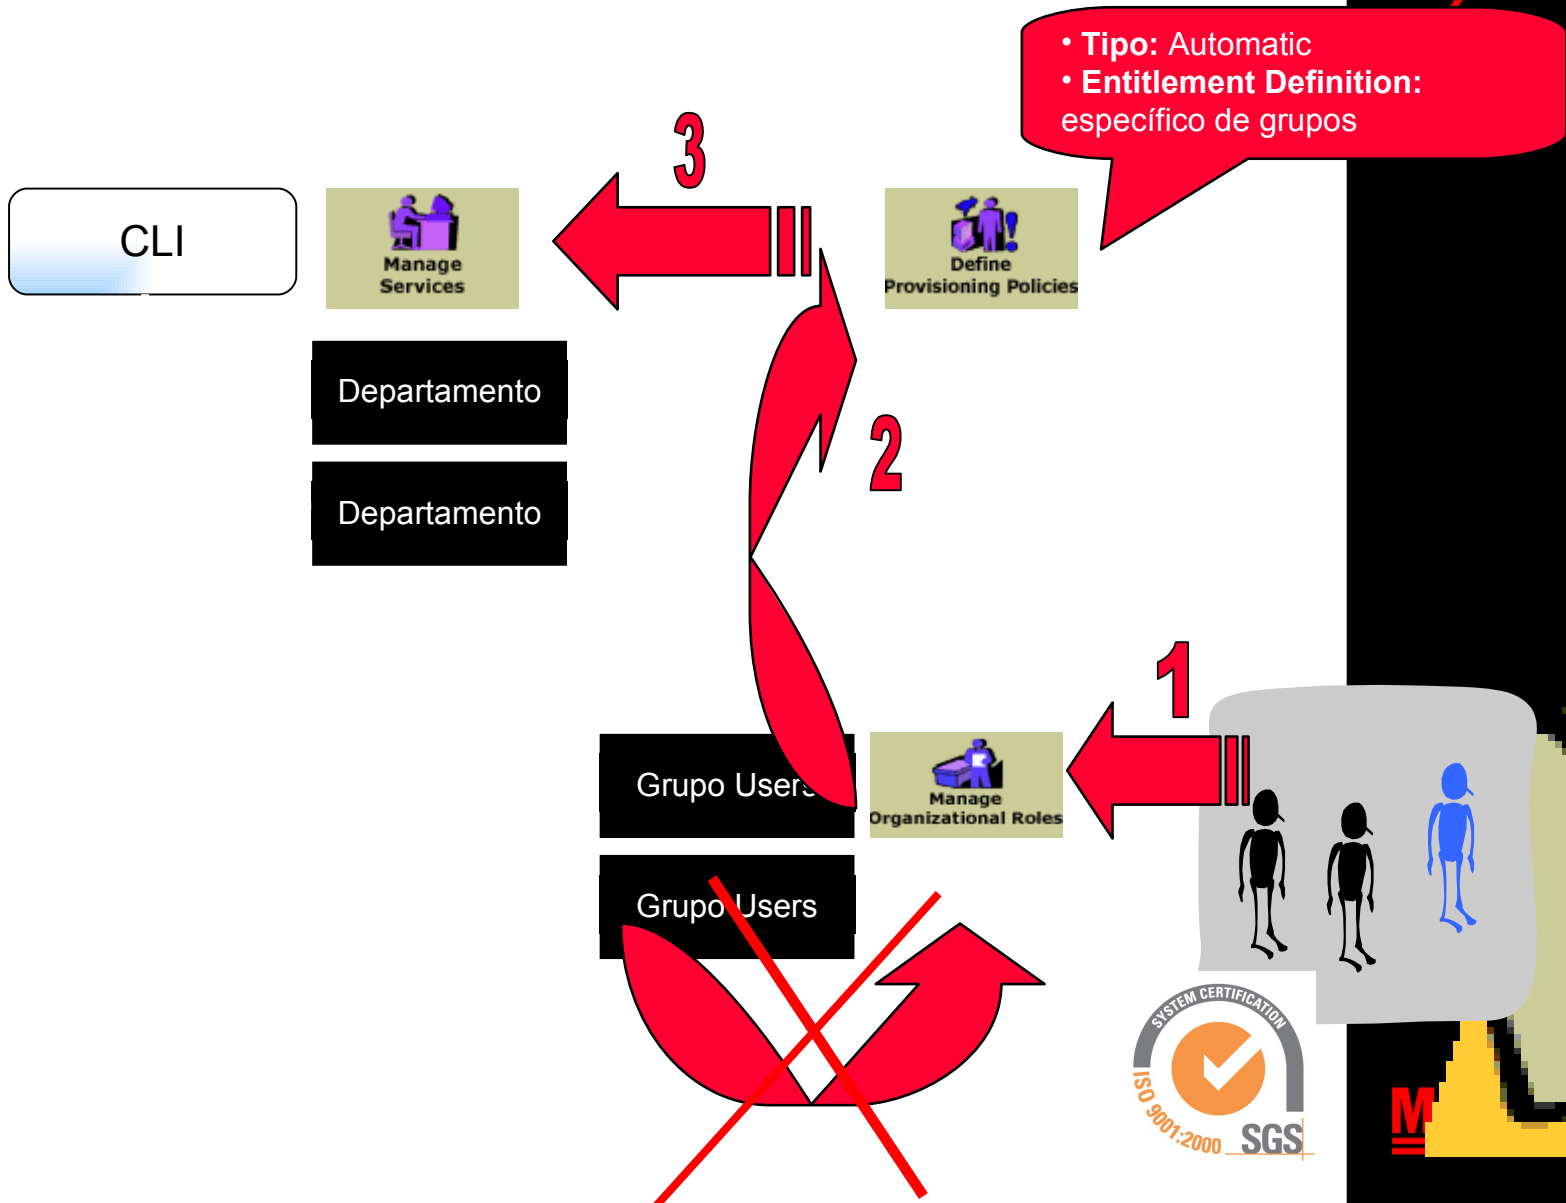 • Tipo: Automatic
• Entitlement Definition:
específico de grupos
3
CLI
Manage
Services
Define
Provisioning Policies
Departamento
2
Departamento
1
Grupo Users
Manage
Organizational Roles
Grupo Users
SYSTEM CERTIFICATION
ISO 9001:2000
SGS
M